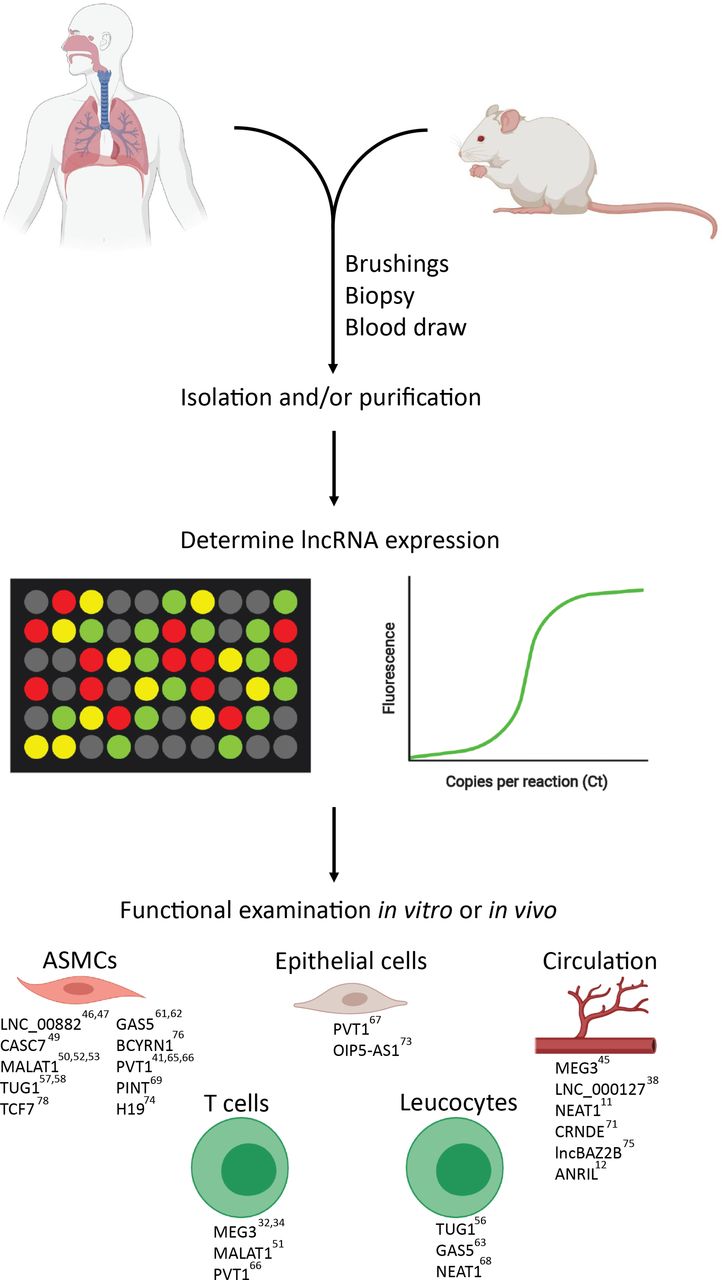 Brushings
Biopsy
Blood draw
Isolation and/or purification
Determine lncRNA expression
Fluorescence
Copies per reaction (Ct)
Functional examination in vitro or in vivo
ASMCs
LNC_00882 46,47
CASC7 49
MALAT1 50,52,53
TUG1 57,58
TCF7 78
GAS5 61,62
BCYRN1 76
PVT1 41,65,66
PINT 69
H19 74
Epithelial cells
PVT1 67
OIP5-AS1 73
Circulation
MEG3 45
LNC_000127 38
NEAT1 11
CRNDE 71
lncBAZ2B 75
ANRIL 12
T cells
MEG3 32,34
MALAT1 51
PVT1 66
Leucocytes
TUG1 56
GAS5 63
NEAT1 68